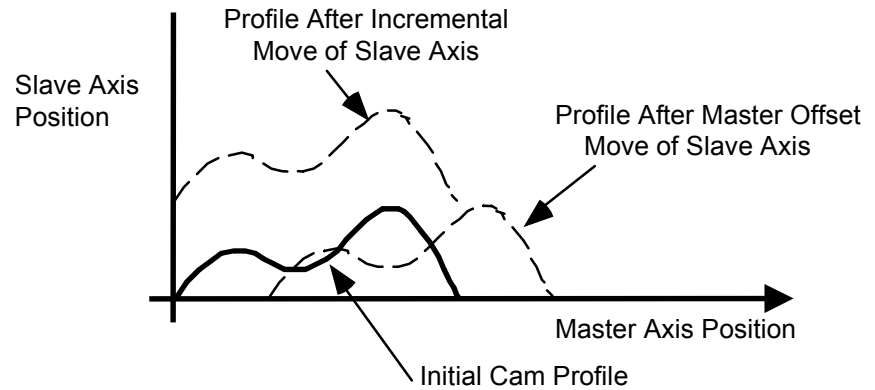 Profile After Incremental
Move of Slave Axis
Slave Axis
Position
Profile After Master Offset
Move of Slave Axis
Master Axis Position
Initial Cam Profile